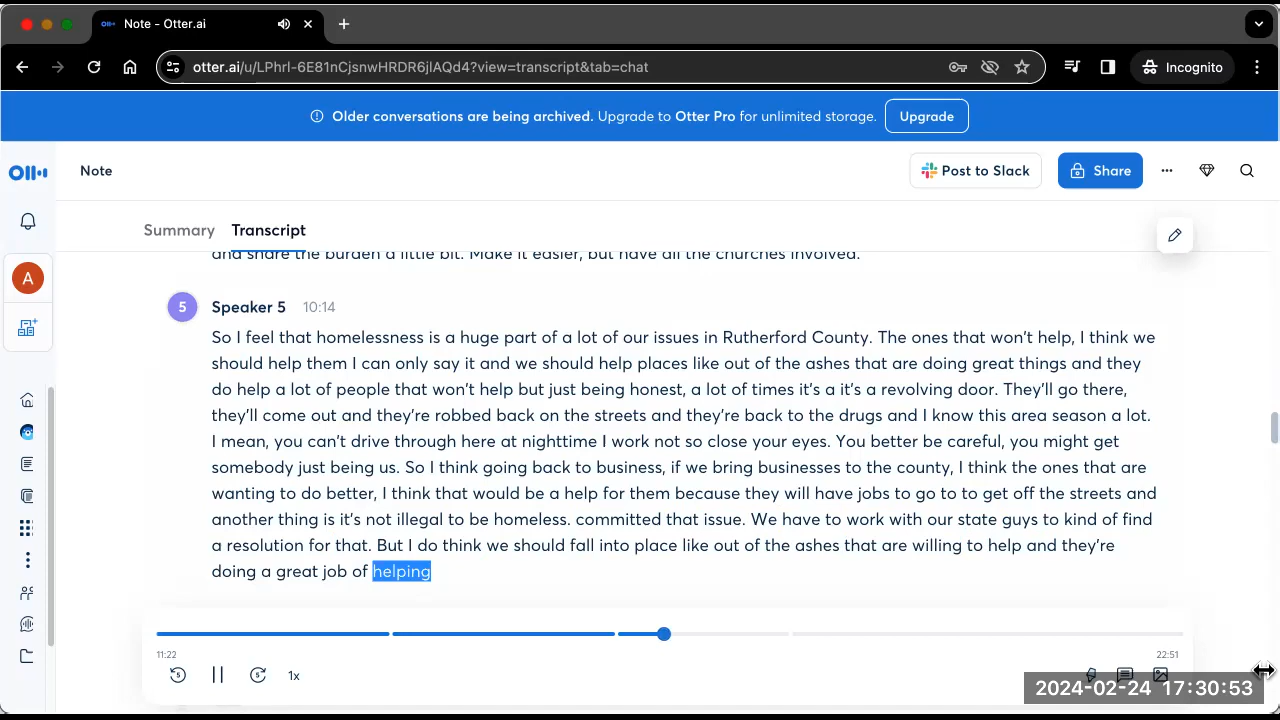 Note - Otter.ai
otter.ai/u/LPhrI-6E81nCjsnwHRDR6jlAQd4?view=transcript&tab=chat
Incognito
Older conversations are being archived. Upgrade to Otter Pro for unlimited storage.
Upgrade
Note
Post to Slack
Share
Summary
Transcript
A
and share the burden a little bit. Make it easier, but have all the churches involved.
5
Speaker 5
10:14
So I feel that homelessness is a huge part of a lot of our issues in Rutherford County. The ones that won't help, I think we
should help them I can only say it and we should help places like out of the ashes that are doing great things and they
do help a lot of people that won't help but just being honest, a lot of times it's a it's a revolving door. They'll go there,
they'll come out and they're robbed back on the streets and they're back to the drugs and I know this area season a lot.
I mean, you can't drive through here at nighttime I work not so close your eyes. You better be careful, you might get
somebody just being us. So I think going back to business, if we bring businesses to the county, I think the ones that are
wanting to do better, I think that would be a help for them because they will have jobs to go to to get off the streets and
another thing is it's not illegal to be homeless. committed that issue. We have to work with our state guys to kind of find
a resolution for that. But I do think we should fall into place like out of the ashes that are willing to help and they're
doing a great job of helping
11:22
22:51
5
5
1x
2024-02-24 17:30:53